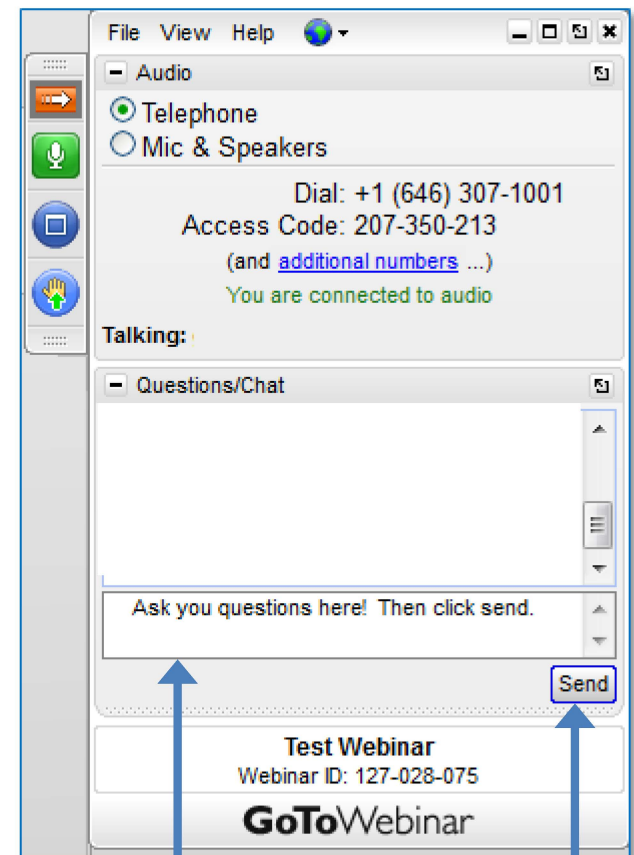 File View Help
Audio
Telephone
Mic & Speakers
Dial: +1 (646) 307-1001
Access Code: 207-350-213
(and additional numbers ...)
You are connected to audio
Talking:
Questions/Chat
Ask you questions here! Then click send.
Send
Test Webinar
Webinar ID: 127-028-075
GoToWebinar